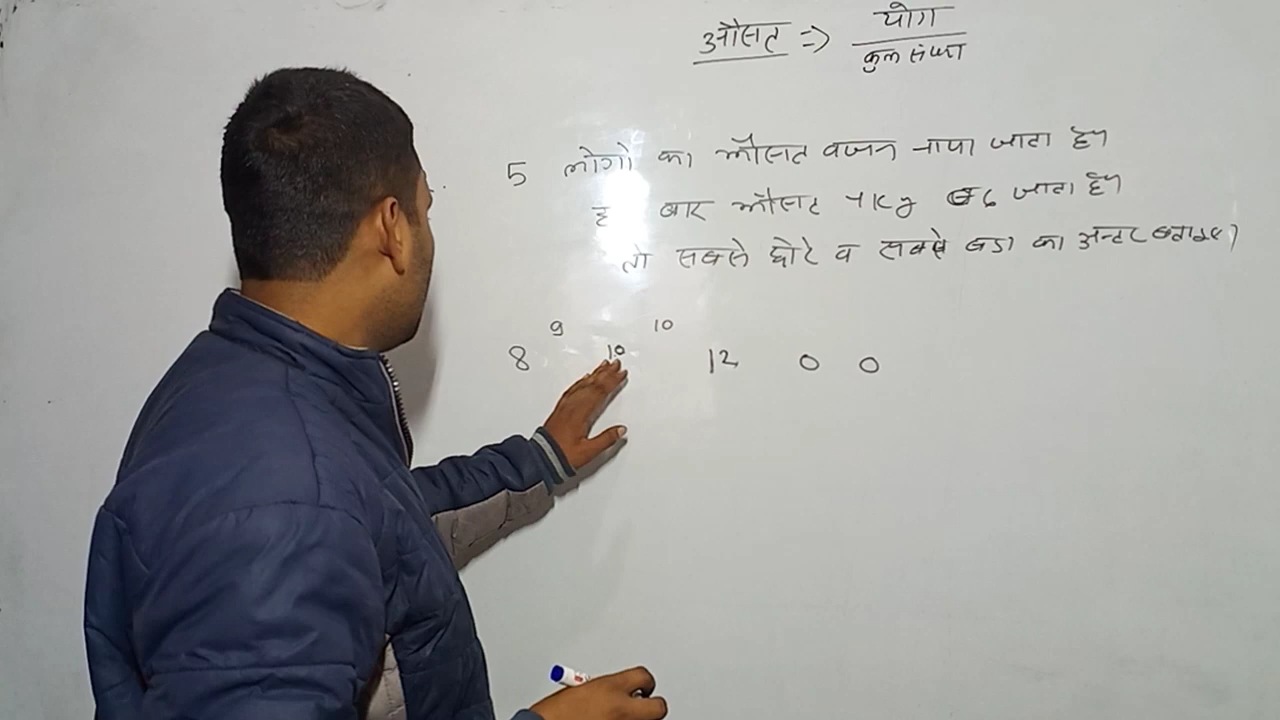 औसत => योग
कुल संख्या
5 लोगो का औसत वजन नापा जाता है।
ह बार औसत 1Kg बढ़ जाता है।
तो सबसे छोटे व सबसे बडा का अन्तर बताइए?
9 10
8 10 12 0 0